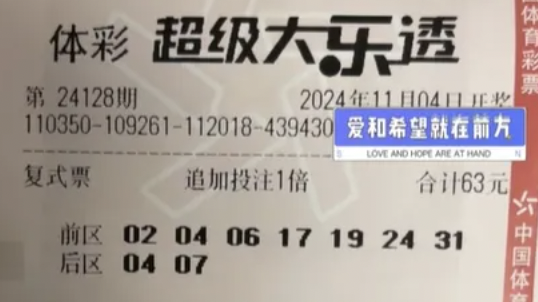 体彩 超级大乐透
第 24128期 2024年11月04日开奖
110350-109261-112018-439430
爱和希望就在前方
LOVE AND HOPE ARE AT HAND
复式票 追加投注1倍 合计63元
前区 02 04 06 17 19 24 31
后区 04 07
国体育彩票
中国体育